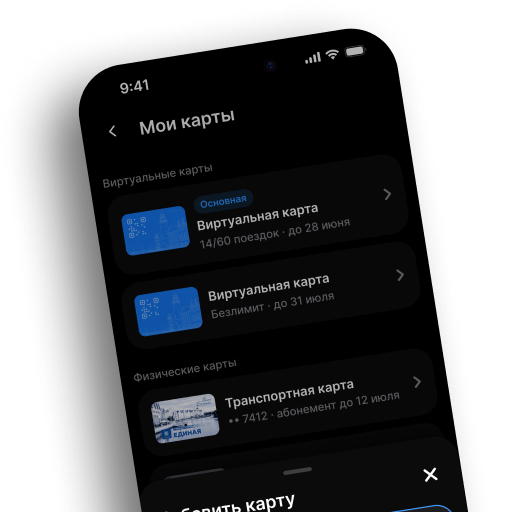 9:41
Мои карты
Виртуальные карты
Основная
Виртуальная карта
14/60 поездок · до 28 июня
Виртуальная карта
Безлимит · до 31 июля
Физические карты
Транспортная карта
•• 7412 · абонемент до 12 июля
ЕДИНАЯ
карту